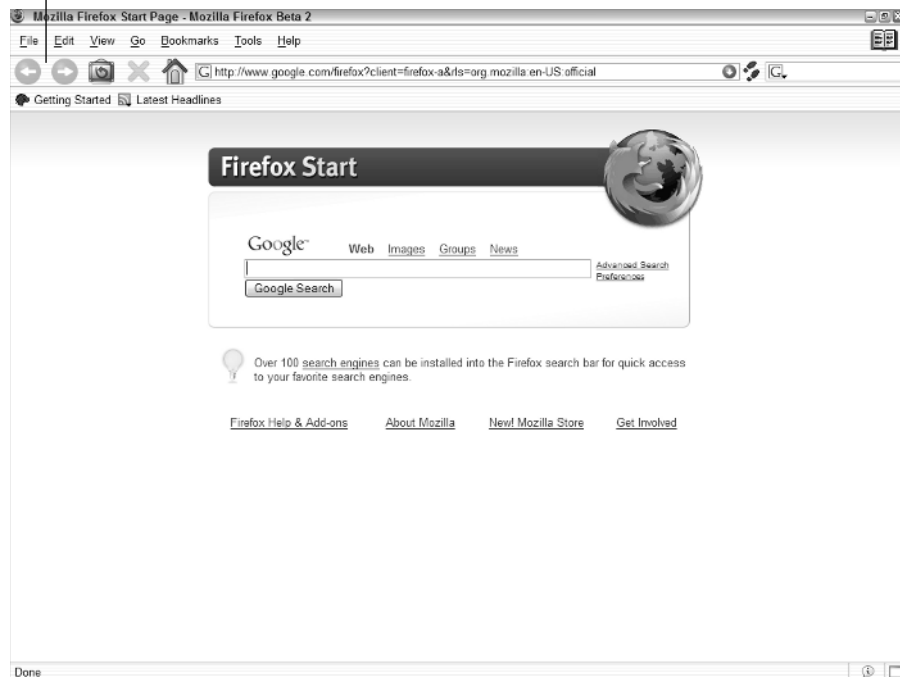 Mozilla Firefox Start Page - Mozilla Firefox Beta 2
File Edit View Go Bookmarks Tools Help
G http://www.google.com/firefox?client=firefox-a&rls=org.mozilla:en-US:official G
Getting Started Latest Headlines
Firefox Start
Google™ Web Images Groups News
Advanced Search
Preferences
Google Search
Over 100 search engines can be installed into the Firefox search bar for quick access
to your favorite search engines.
Firefox Help & Add-ons About Mozilla New! Mozilla Store Get Involved
Done